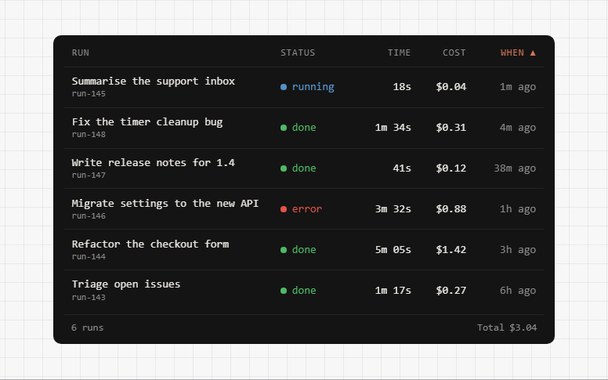 RUN STATUS TIME COST WHEN ▲
Summarise the support inbox running 18s $0.04 1m ago
run-145
Fix the timer cleanup bug done 1m 34s $0.31 4m ago
run-148
Write release notes for 1.4 done 41s $0.12 38m ago
run-147
Migrate settings to the new API error 3m 32s $0.88 1h ago
run-146
Refactor the checkout form done 5m 05s $1.42 3h ago
run-144
Triage open issues done 1m 17s $0.27 6h ago
run-143
6 runs Total $3.04